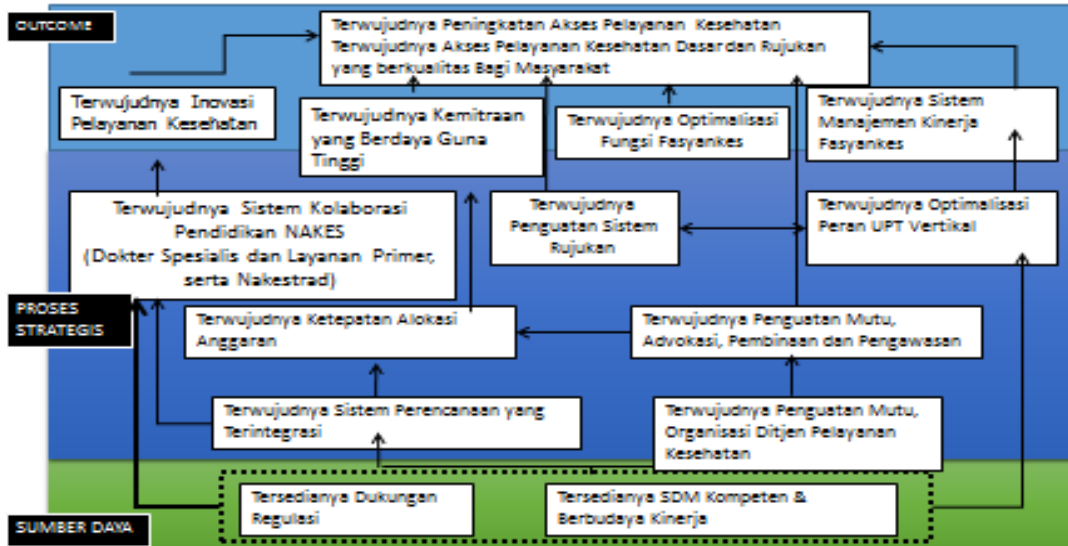 OUTCOME
Terwujudnya Peningkatan Akses Pelayanan Kesehatan
Terwujudnya Akses Pelayanan Kesehatan Dasar dan Rujukan
yang berkualitas Bagi Masyarakat
Terwujudnya Inovasi
Pelayanan Kesehatan
Terwujudnya Kemitraan
yang Berdaya Guna
Tinggi
Terwujudnya Optimalisasi
Fungsi Fasyankes
Terwujudnya Sistem
Manajemen Kinerja
Fasyankes
Terwujudnya Sistem Kolaborasi
Pendidikan NAKES
(Dokter Spesialis dan Layanan Primer,
serta Nakestrad)
Terwujudnya
Penguatan Sistem
Rujukan
Terwujudnya Optimalisasi
Peran UPT Vertikal
PROSES
STRATEGIS
Terwujudnya Ketepatan Alokasi
Anggaran
Terwujudnya Penguatan Mutu,
Advokasi, Pembinaan dan Pengawasan
Terwujudnya Sistem Perencanaan yang
Terintegrasi
Terwujudnya Penguatan Mutu,
Organisasi Ditjen Pelayanan
Kesehatan
SUMBER DAYA
Tersedianya Dukungan
Regulasi
Tersedianya SDM Kompeten &
Berbudaya Kinerja